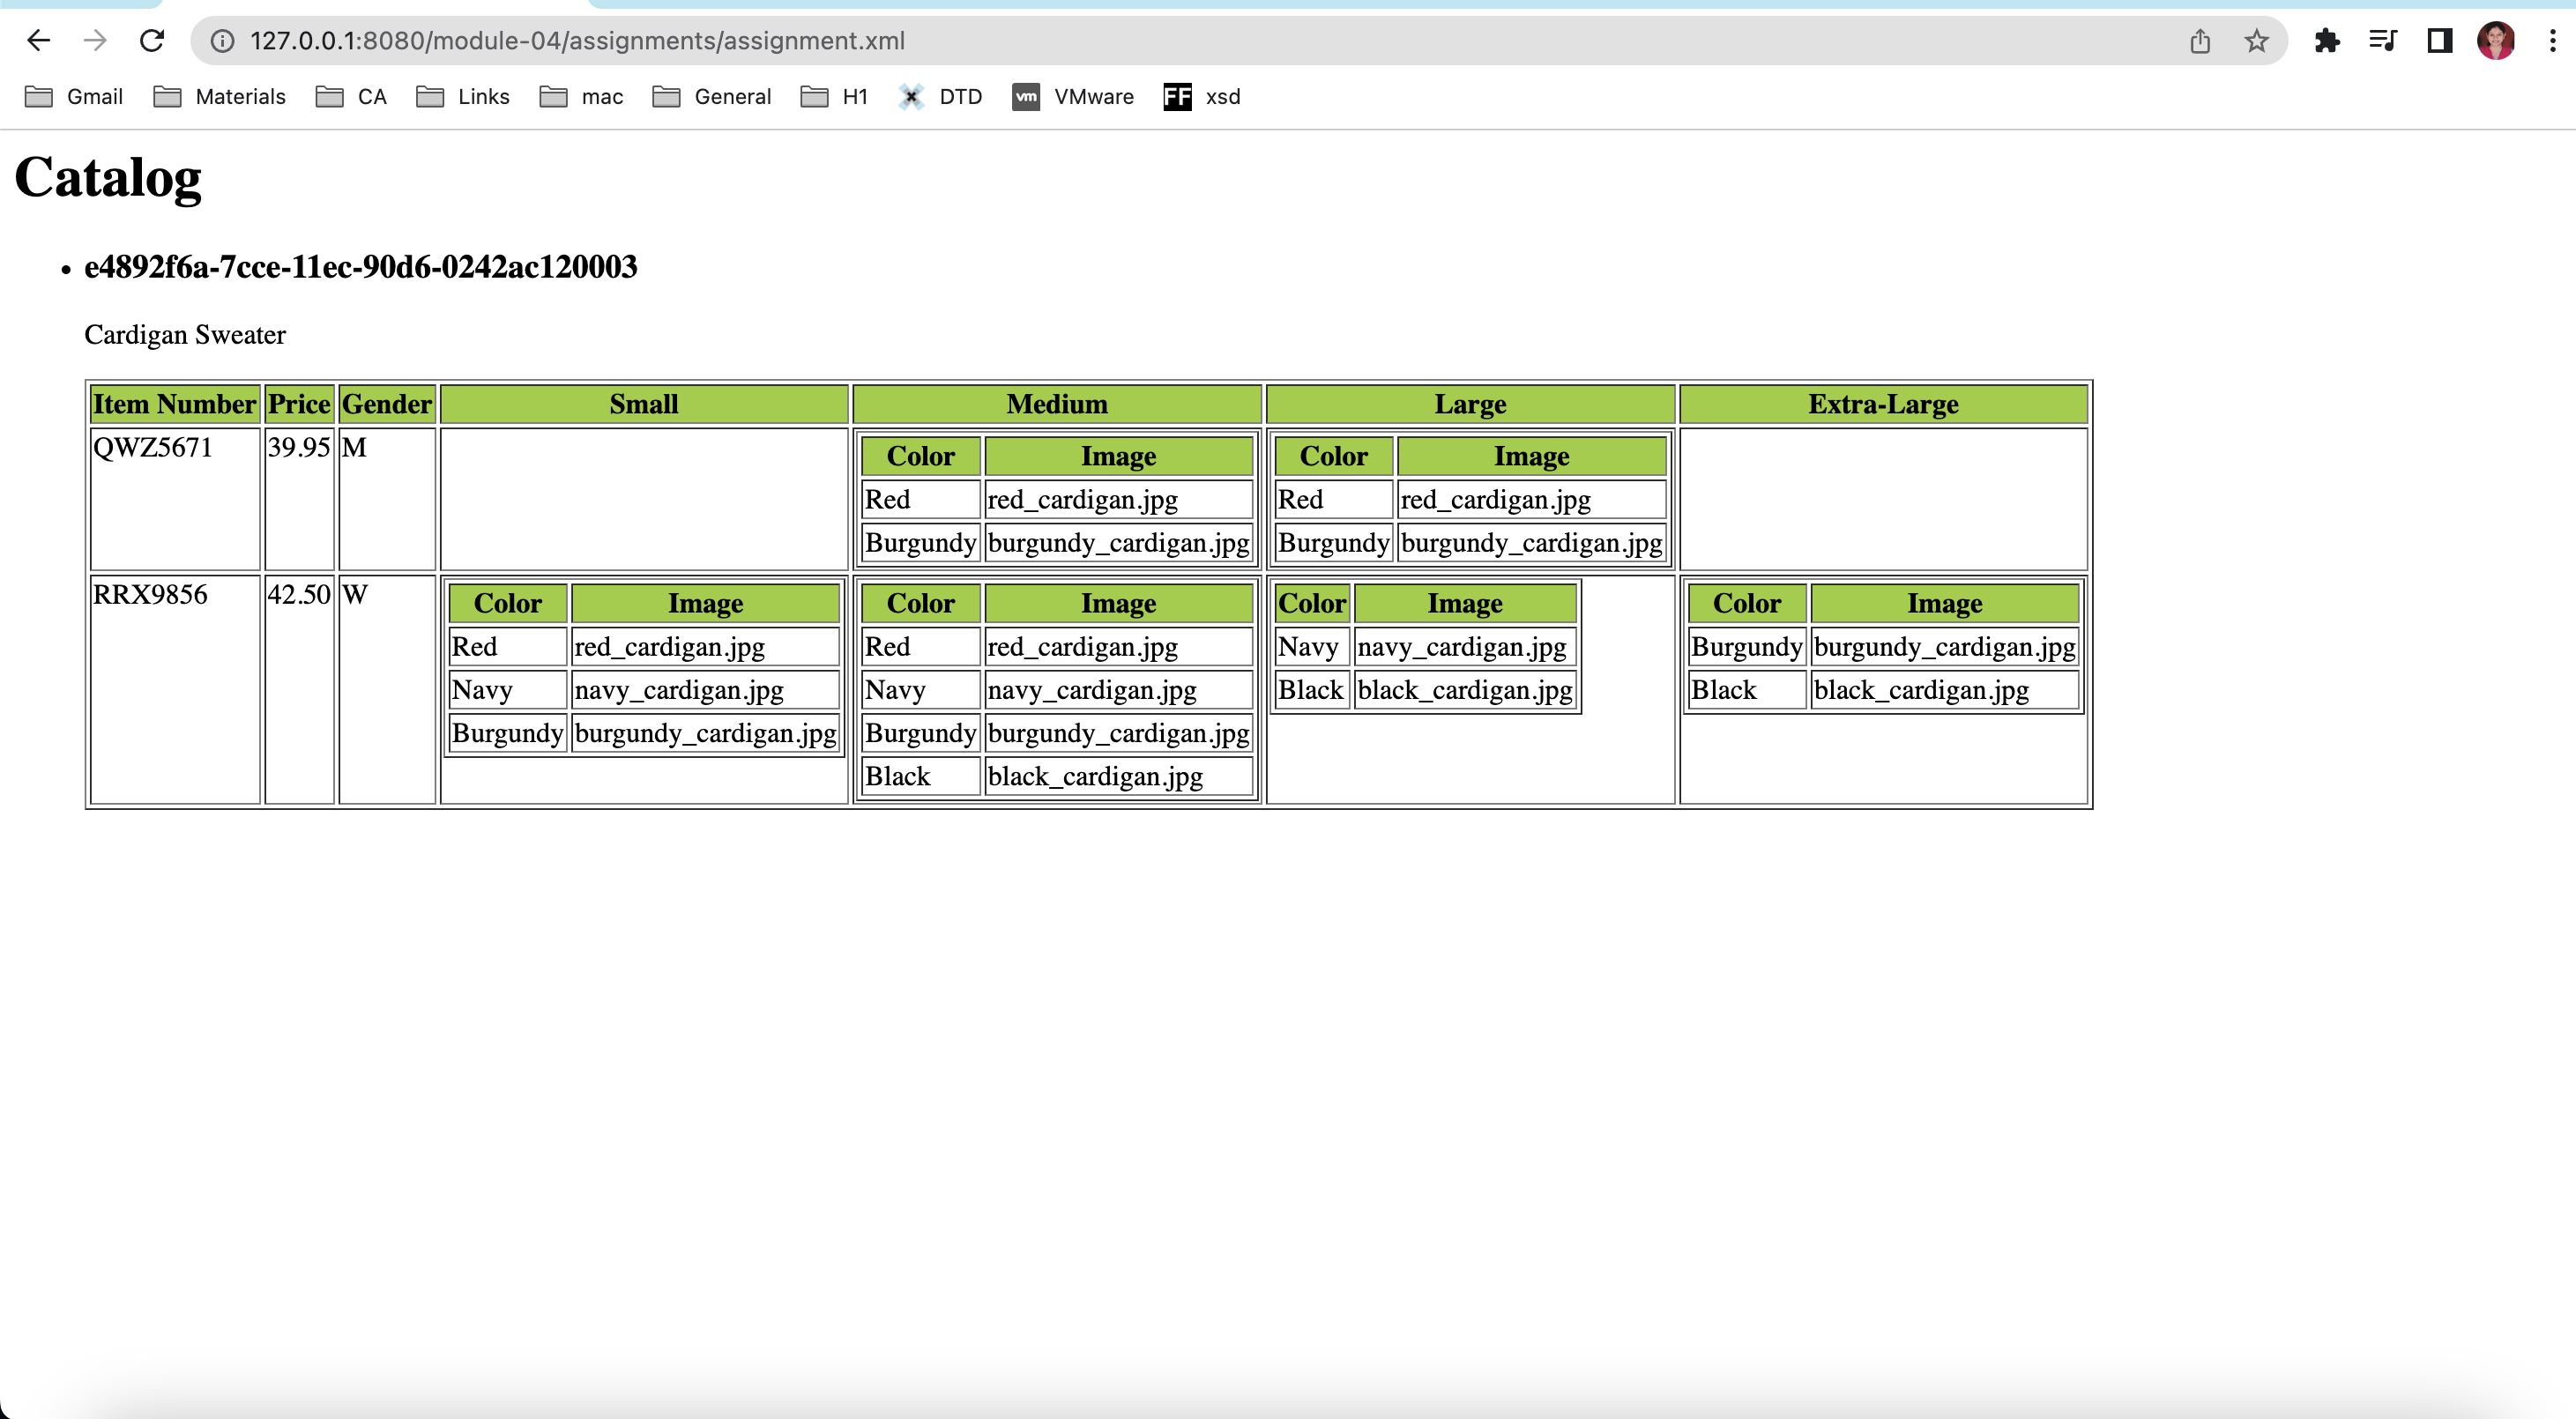 127.0.0.1:8080/module-04/assignments/assignment.xml
Gmail Materials CA Links mac General H1 DTD vm VMware FF xsd
Catalog
e4892f6a-7cce-11ec-90d6-0242ac120003
Cardigan Sweater
Item Number Price Gender Small Medium Large Extra-Large
QWZ5671 39.95 M
Color Image Color Image
Red red_cardigan.jpg Red red_cardigan.jpg
Burgundy burgundy_cardigan.jpg Burgundy burgundy_cardigan.jpg
RRX9856 42.50 W
Color Image Color Image Color Image Color Image
Red red_cardigan.jpg Red red_cardigan.jpg Navy navy_cardigan.jpg Burgundy burgundy_cardigan.jpg
Navy navy_cardigan.jpg Navy navy_cardigan.jpg Black black_cardigan.jpg Black black_cardigan.jpg
Burgundy burgundy_cardigan.jpg Burgundy burgundy_cardigan.jpg
Black black_cardigan.jpg